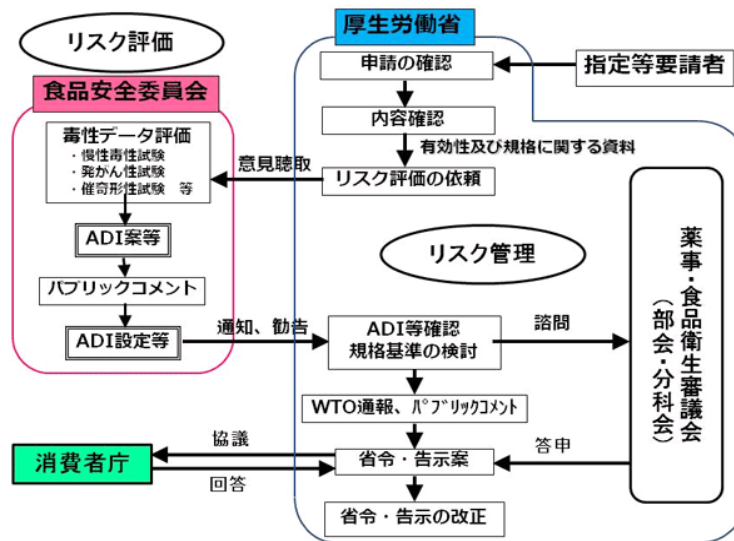 リスク評価
厚生労働省
申請の確認
指定等要請者
食品安全委員会
内容確認
毒性データ評価
・慢性毒性試験
・発がん性試験
・催奇形性試験 等
有効性及び規格に関する資料
意見聴取
リスク評価の依頼
ADI案等
リスク管理
パブリックコメント
薬事・食品衛生審議会
（部会・分科会）
ADI設定等
通知、勧告
ADI等確認
規格基準の検討
諮問
WTO通報、ﾊﾟﾌﾞﾘｯｸｺﾒﾝﾄ
協議
消費者庁
省令・告示案
答申
回答
省令・告示の改正